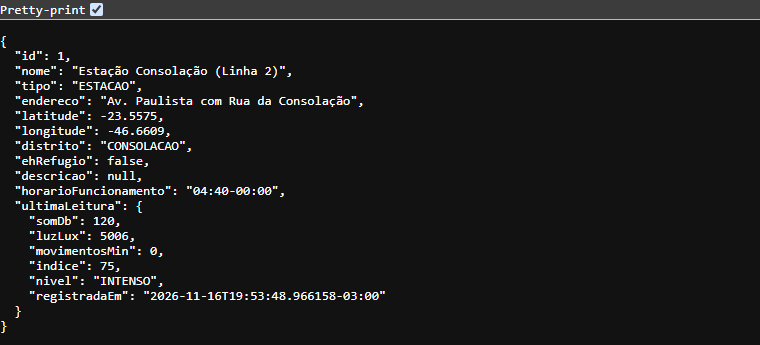 Pretty-print
{
  "id": 1,
  "nome": "Estação Consolação (Linha 2)",
  "tipo": "ESTACAO",
  "endereco": "Av. Paulista com Rua da Consolação",
  "latitude": -23.5575,
  "longitude": -46.6609,
  "distrito": "CONSOLACAO",
  "ehRefugio": false,
  "descricao": null,
  "horarioFuncionamento": "04:40-00:00",
  "ultimaLeitura": {
    "somDb": 120,
    "luzLux": 5006,
    "movimentosMin": 0,
    "indice": 75,
    "nivel": "INTENSO",
    "registradaEm": "2026-11-16T19:53:48.966158-03:00"
  }
}